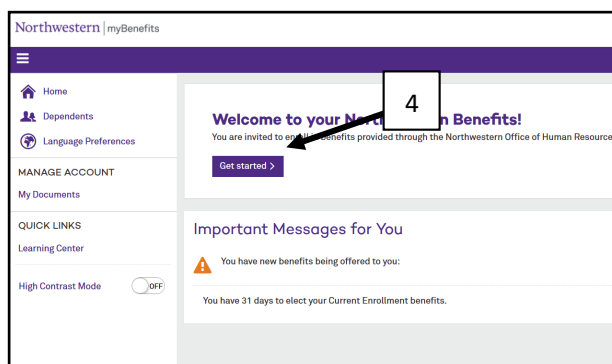 Northwestern | myBenefits
Home
Dependents
Language Preferences
MANAGE ACCOUNT
My Documents
QUICK LINKS
Learning Center
High Contrast Mode OFF
4
Welcome to your n Benefits!
You are invited to benefits provided through the Northwestern Office of Human Resource
Get started >
Important Messages for You
You have new benefits being offered to you:
You have 31 days to elect your Current Enrollment benefits.